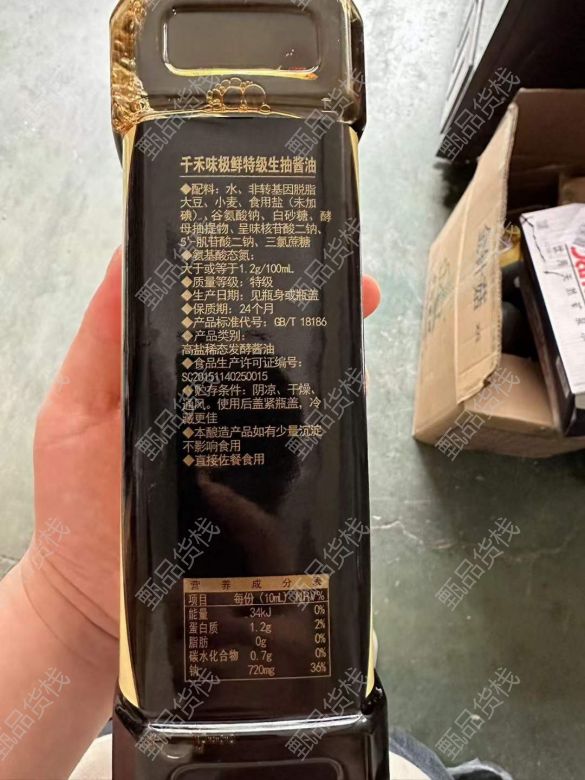 千禾味极鲜特级生抽酱油
◆配料：水、非转基因脱脂
大豆、小麦、食用盐（未加
碘）、谷氨酸钠、白砂糖、酵
母抽提物、呈味核苷酸二钠、
5'-肌苷酸二钠、三氯蔗糖
◆氨基酸态氮：
大于或等于1.2g/100mL
◆质量等级：特级
◆生产日期：见瓶身或瓶盖
◆保质期：24个月
◆产品标准代号：GB/T 18186
◆产品类别：
高盐稀态发酵酱油
◆食品生产许可证编号：
SC20151140250015
◆贮存条件：阴凉、干燥、
通风。使用后盖紧瓶盖，冷
藏更佳
◆本酿造产品如有少量沉淀
不影响食用
◆直接佐餐食用
营 养 成 分 表
项目 每份（10mL） NRV%
能量 34kJ 0%
蛋白质 1.2g 2%
脂肪 0g 0%
碳水化合物 0.7g 0%
钠 720mg 36%
甄品货栈